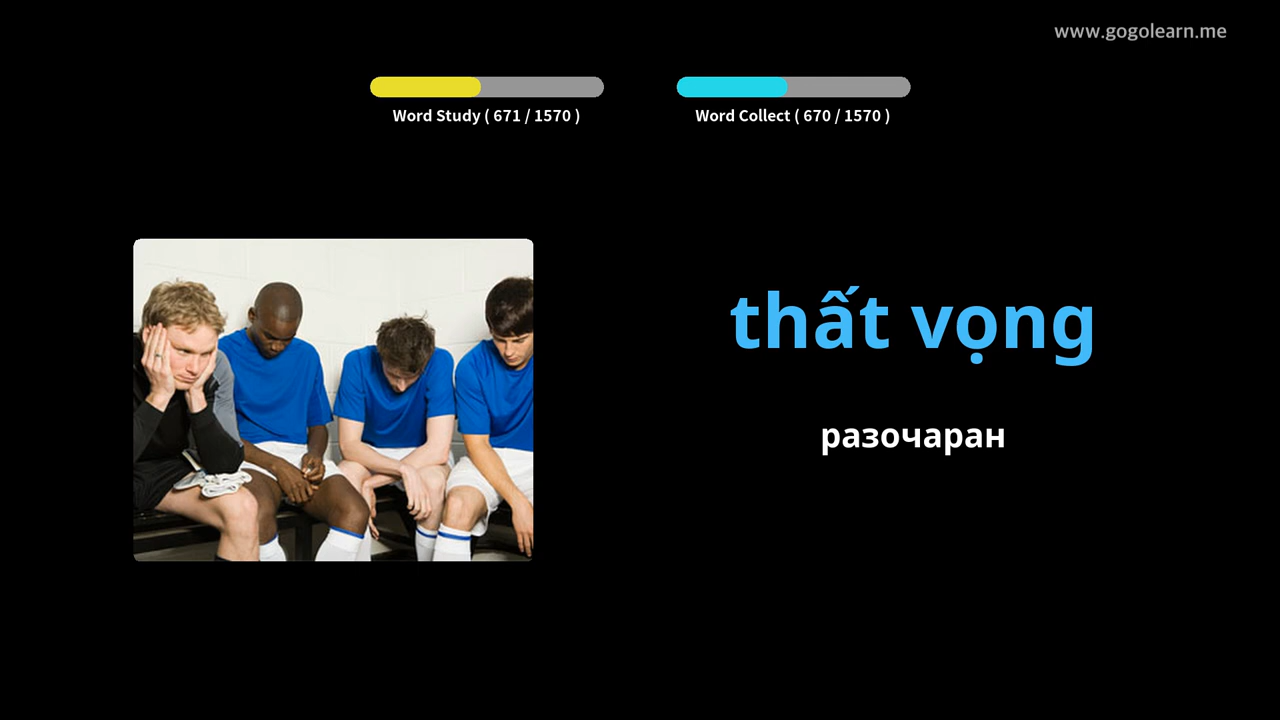 www.gogolearn.me
Word Study ( 671 / 1570 )
Word Collect ( 670 / 1570 )
thất vọng
разочаран